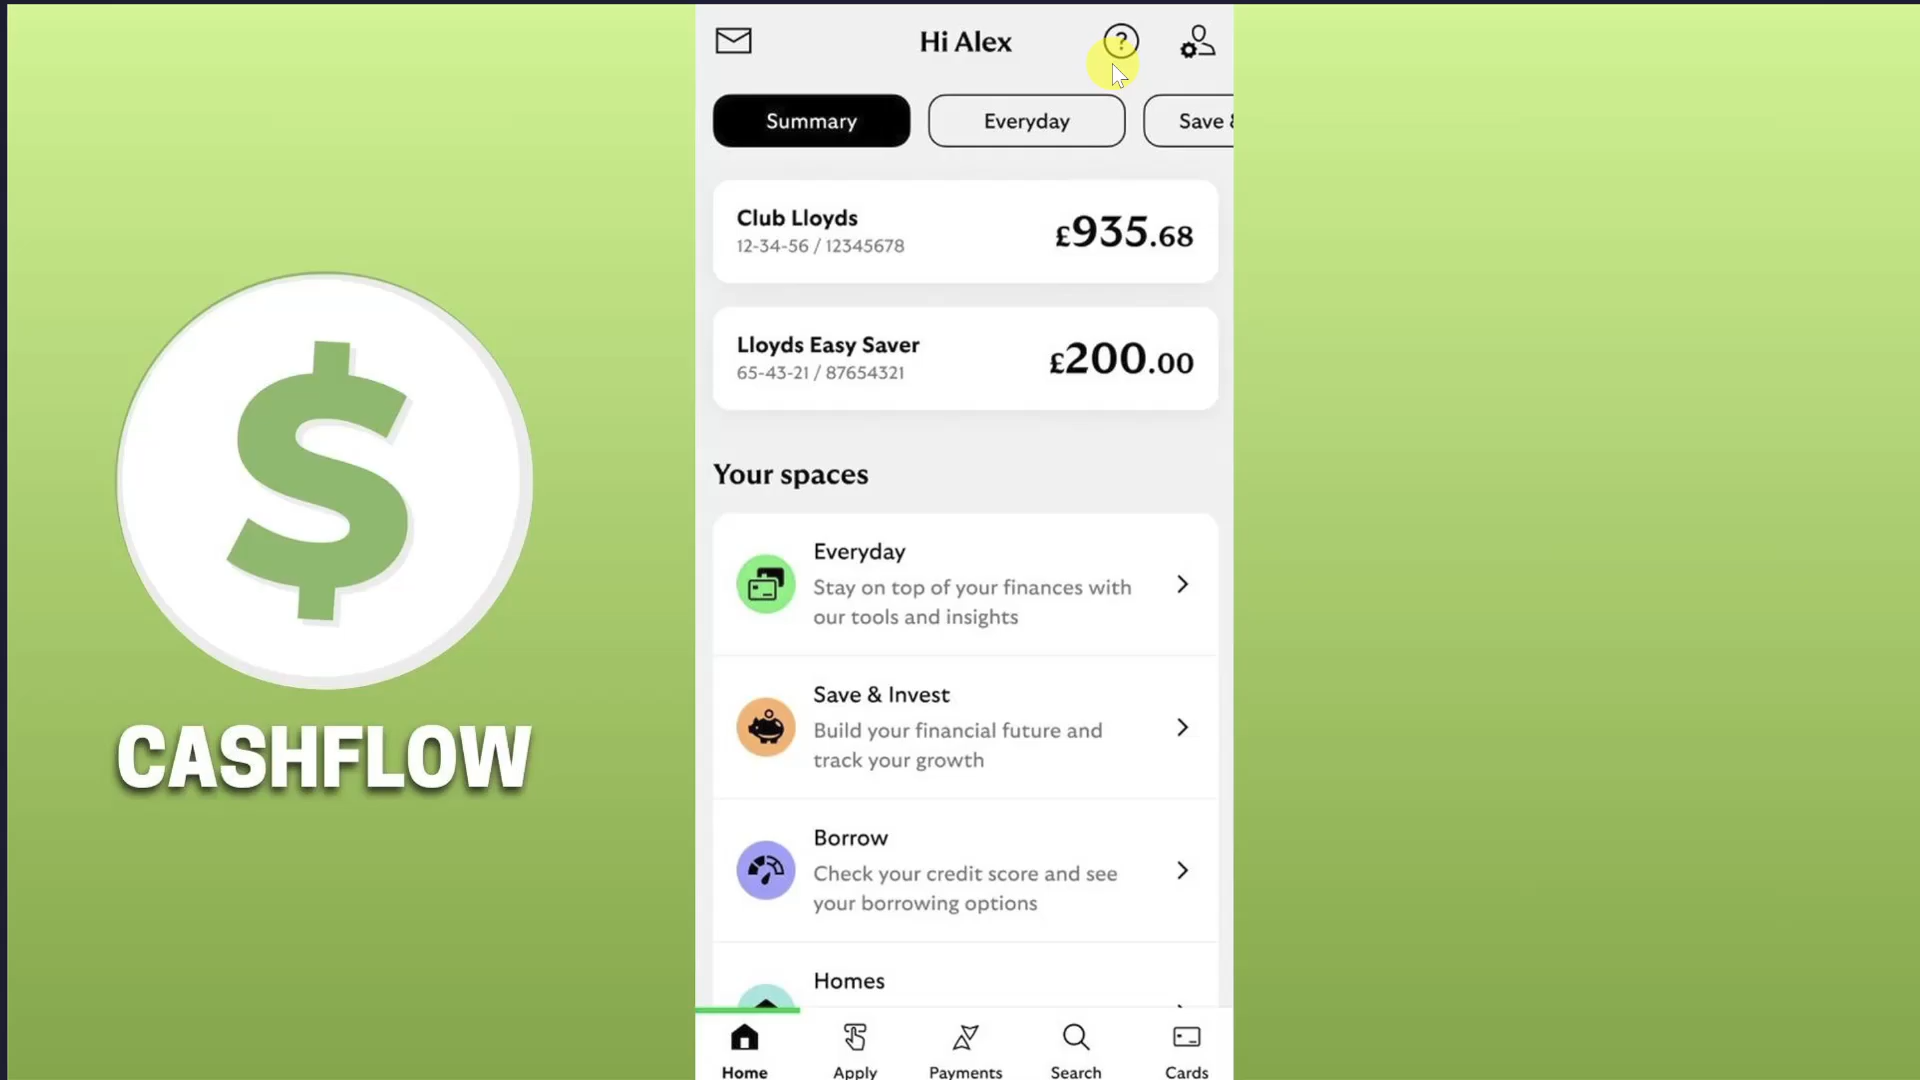 Hi Alex
?
Summary
Everyday
Save &
Club Lloyds
12-34-56 / 12345678
£935.68
Lloyds Easy Saver
65-43-21 / 87654321
£200.00
Your spaces
Everyday
Stay on top of your finances with
our tools and insights
Save & Invest
Build your financial future and
track your growth
Borrow
Check your credit score and see
your borrowing options
Homes
Home
Apply
Payments
Search
Cards
$
CASHFLOW